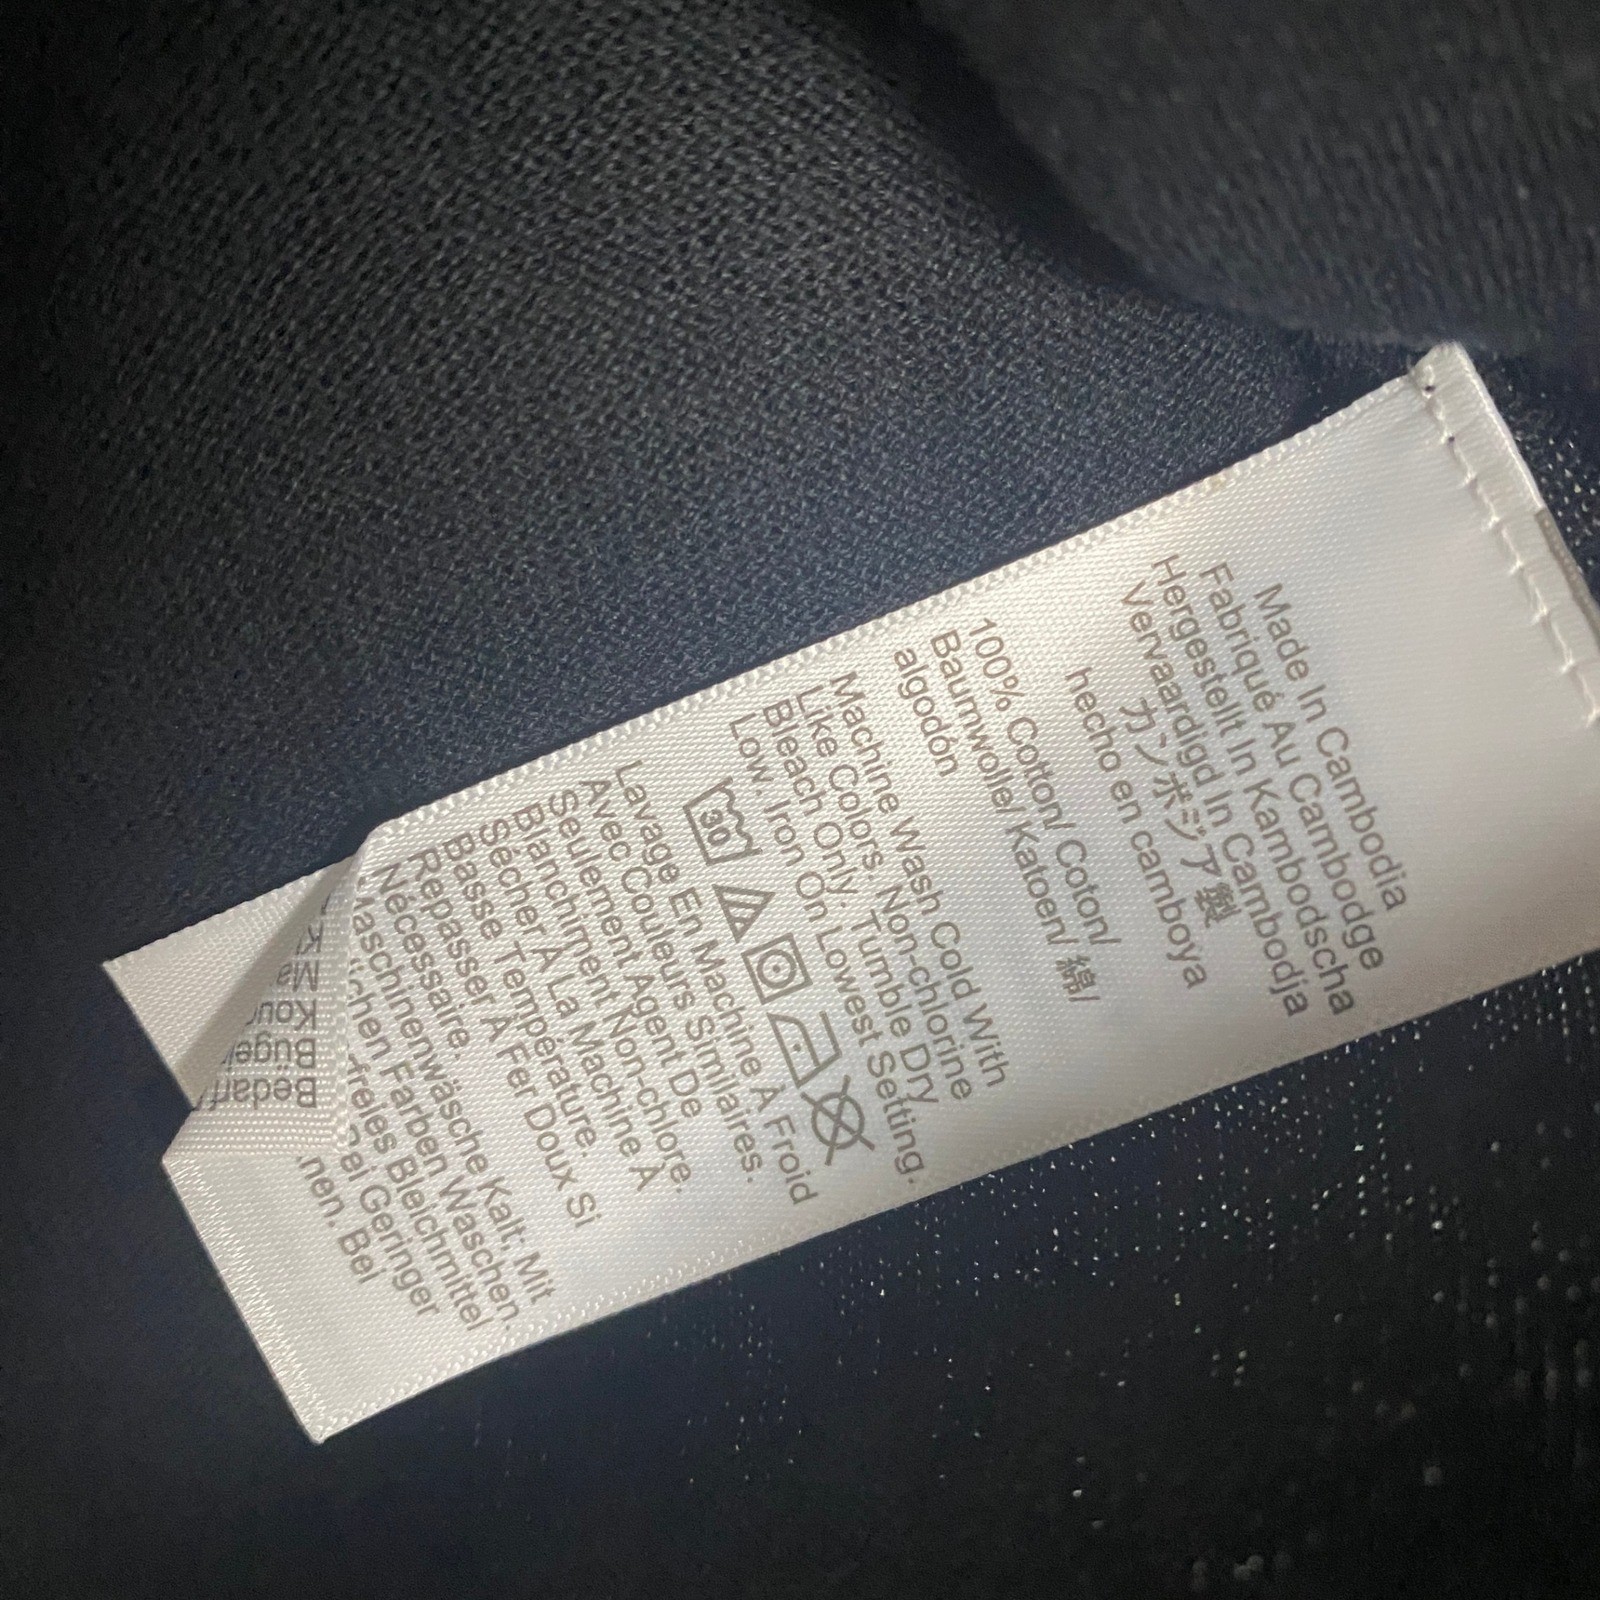 Made In Cambodia
Fabriqué Au Cambodge
Hergestellt In Kambodscha
Vervaardigd In Cambodja
カンボジア製
hecho en camboya
100% Cotton/ Coton/
Baumwolle/ Katoen/ 綿/
algodón
Machine Wash Cold With
Like Colors. Non-chlorine
Bleach Only. Tumble Dry
Low. Iron On Lowest Setting.
30
Lavage En Machine À Froid
Avec Couleurs Similaires.
Seulement Agent De
Blanchiment Non-chlore.
Sécher À La Machine À
Basse Température.
Repasser À Fer Doux Si
Nécessaire.
Maschinenwäsche Kalt; Mit
Farben Waschen.
freies Bleichmittel
Bei Geringer
Bei